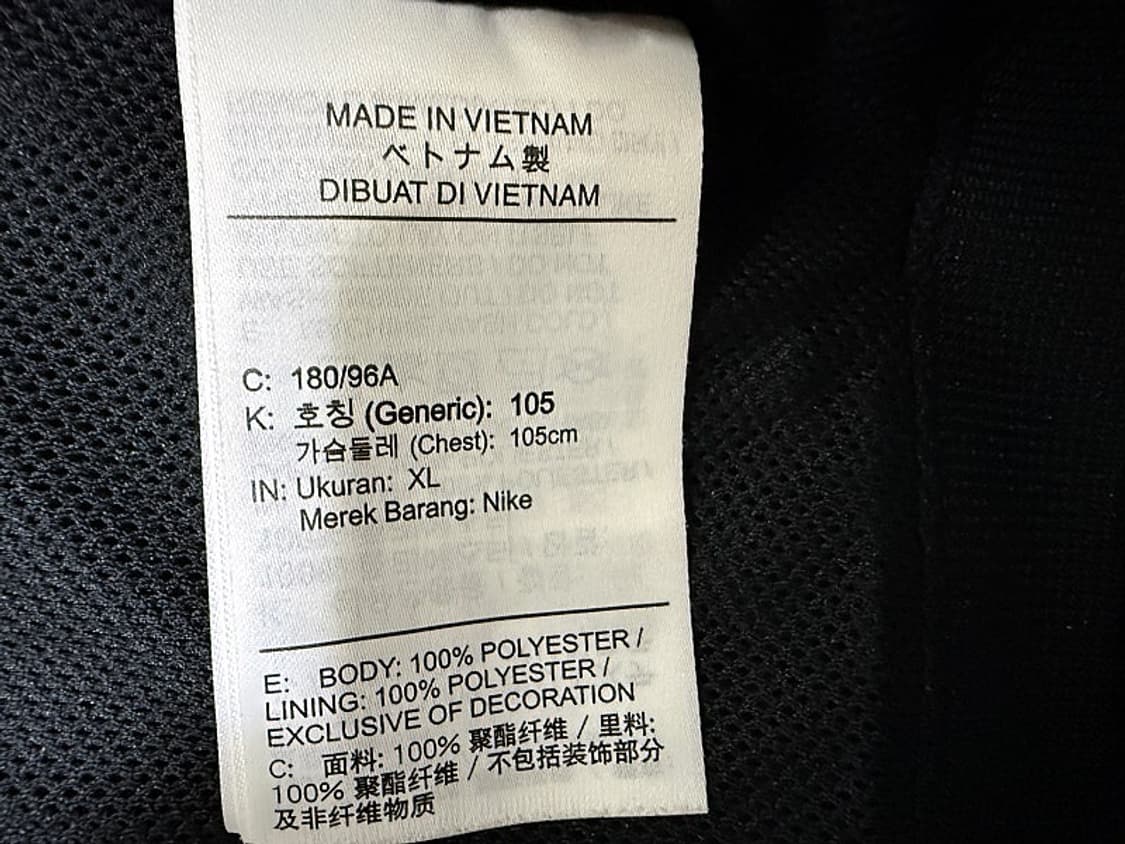 MADE IN VIETNAM
ベトナム製
DIBUAT DI VIETNAM
C: 180/96A
K: 호칭 (Generic): 105
가슴둘레 (Chest): 105cm
IN: Ukuran: XL
Merek Barang: Nike
E: BODY: 100% POLYESTER /
LINING: 100% POLYESTER /
EXCLUSIVE OF DECORATION
C: 面料: 100% 聚酯纤维 / 里料:
100% 聚酯纤维 / 不包括装饰部分
及非纤维物质